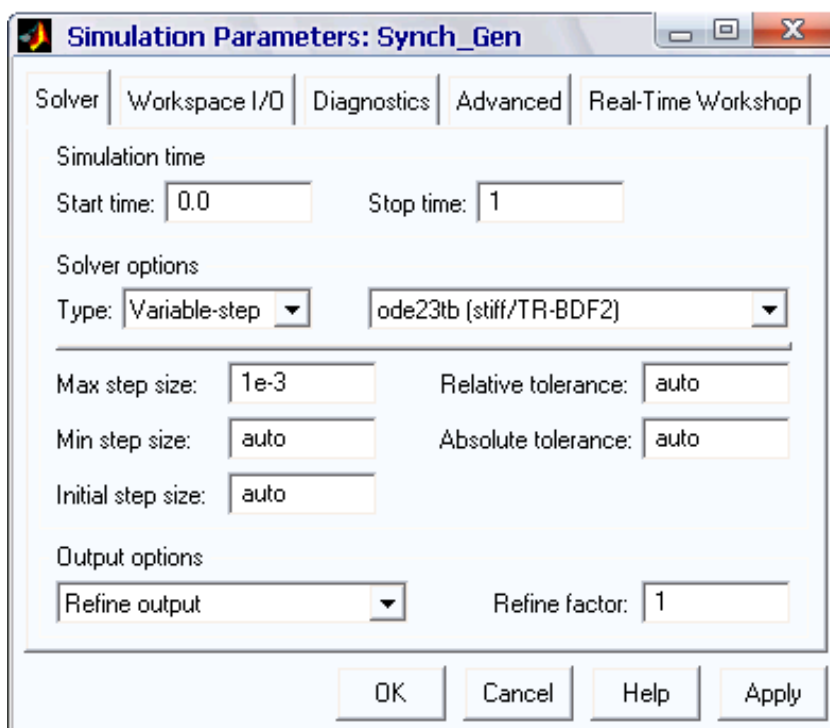 Simulation Parameters: Synch_Gen
Solver Workspace I/O Diagnostics Advanced Real-Time Workshop
Simulation time
Start time: 0.0 Stop time: 1
Solver options
Type: Variable-step ode23tb (stiff/TR-BDF2)
Max step size: 1e-3 Relative tolerance: auto
Min step size: auto Absolute tolerance: auto
Initial step size: auto
Output options
Refine output Refine factor: 1
OK Cancel Help Apply